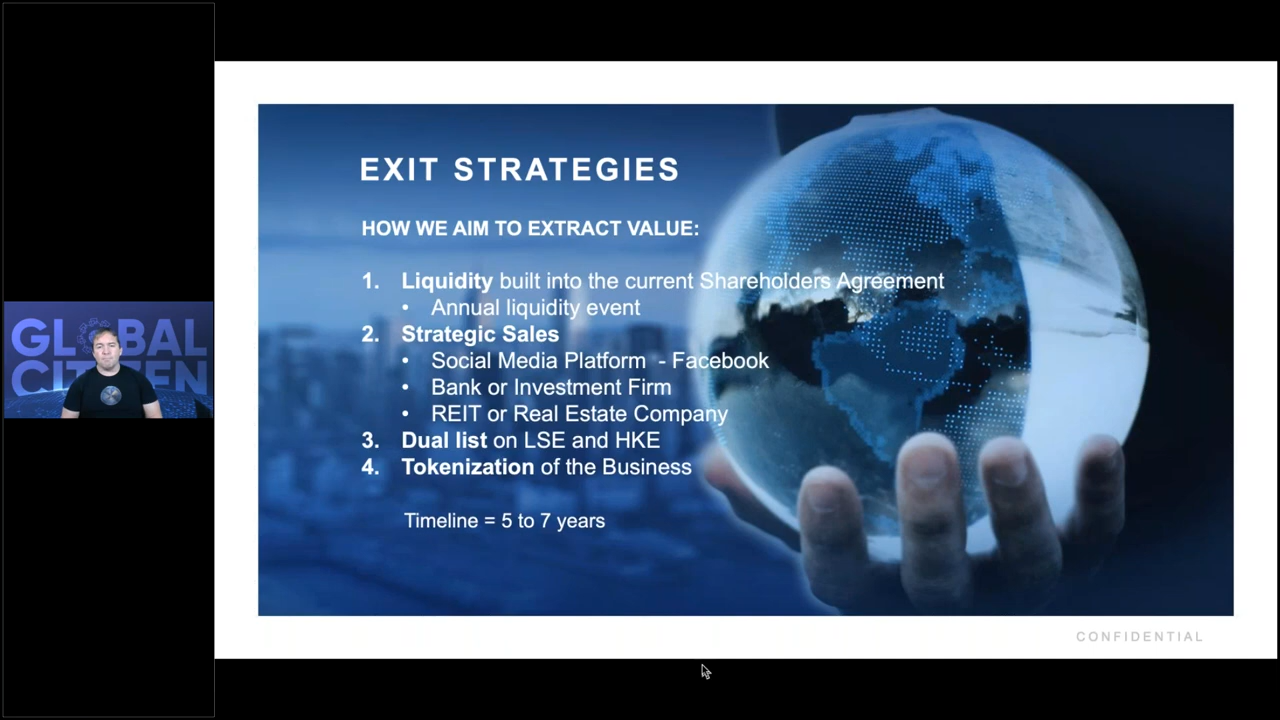 GLOBAL
CITIZEN
EXIT STRATEGIES
HOW WE AIM TO EXTRACT VALUE:
1. Liquidity built into the current Shareholders Agreement
• Annual liquidity event
2. Strategic Sales
• Social Media Platform - Facebook
• Bank or Investment Firm
• REIT or Real Estate Company
3. Dual list on LSE and HKE
4. Tokenization of the Business
Timeline = 5 to 7 years
CONFIDENTIAL